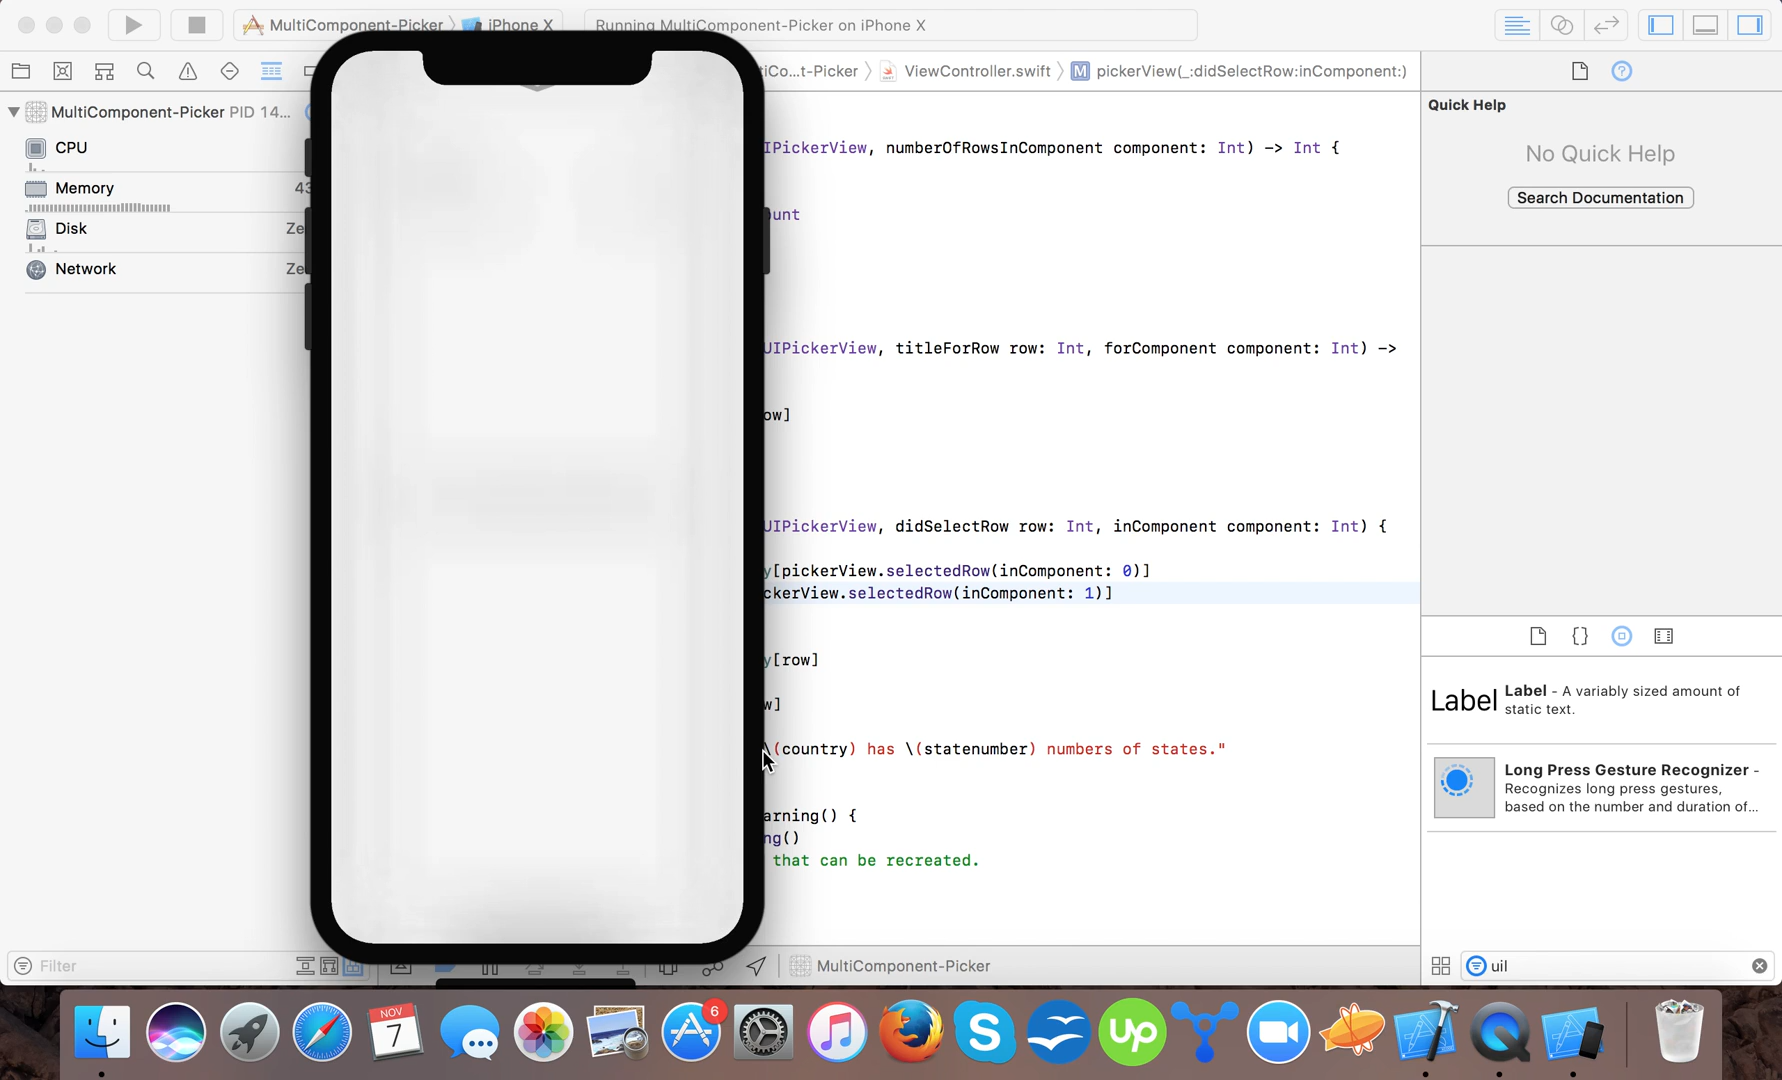 MultiComponent-Picker
iPhone X
Running MultiComponent-Picker on iPhone X
t-Picker
ViewController.swift
M
pickerView(_:didSelectRow:inComponent:)
MultiComponent-Picker PID 14...
CPU
Memory
43
Disk
Ze
Network
Ze
IPickerView, numberOfRowsInComponent component: Int) -> Int {
unt
UIPickerView, titleForRow row: Int, forComponent component: Int) ->
ow]
UIPickerView, didSelectRow row: Int, inComponent component: Int) {
y[pickerView.selectedRow(inComponent: 0)]
ckerView.selectedRow(inComponent: 1)]
y[row]
w]
\(country) has \(statenumber) numbers of states."
arning() {
ng()
that can be recreated.
Quick Help
No Quick Help
Search Documentation
Label
Label - A variably sized amount of
static text.
Long Press Gesture Recognizer -
Recognizes long press gestures,
based on the number and duration of...
Filter
MultiComponent-Picker
uil
NOV
7
6
S
Up